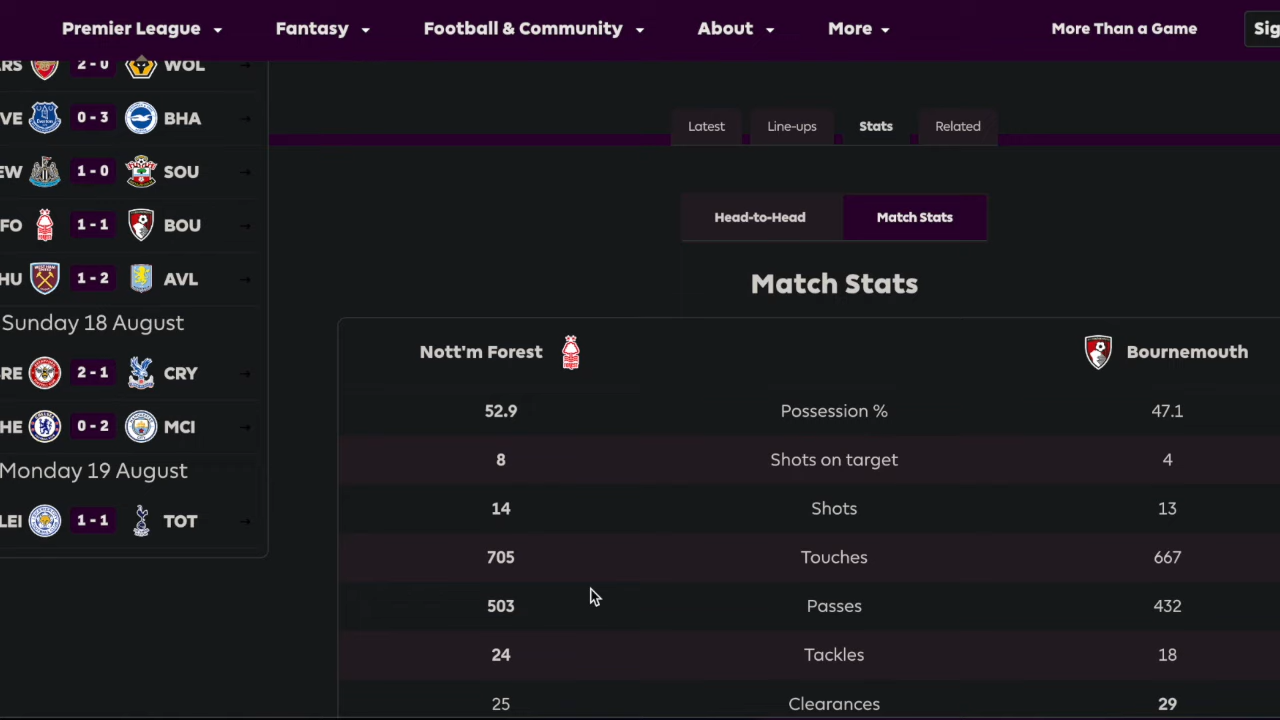 Premier League Fantasy Football & Community About More More Than a Game Sig
RS 2 - 0 WOL
VE 0 - 3 BHA
EW 1 - 0 SOU
FO 1 - 1 BOU
HU 1 - 2 AVL
Sunday 18 August
RE 2 - 1 CRY
HE 0 - 2 MCI
Monday 19 August
LEI 1 - 1 TOT
Latest Line-ups Stats Related
Head-to-Head Match Stats
Match Stats
Nott'm Forest Bournemouth
52.9 Possession % 47.1
8 Shots on target 4
14 Shots 13
705 Touches 667
503 Passes 432
24 Tackles 18
25 Clearances 29